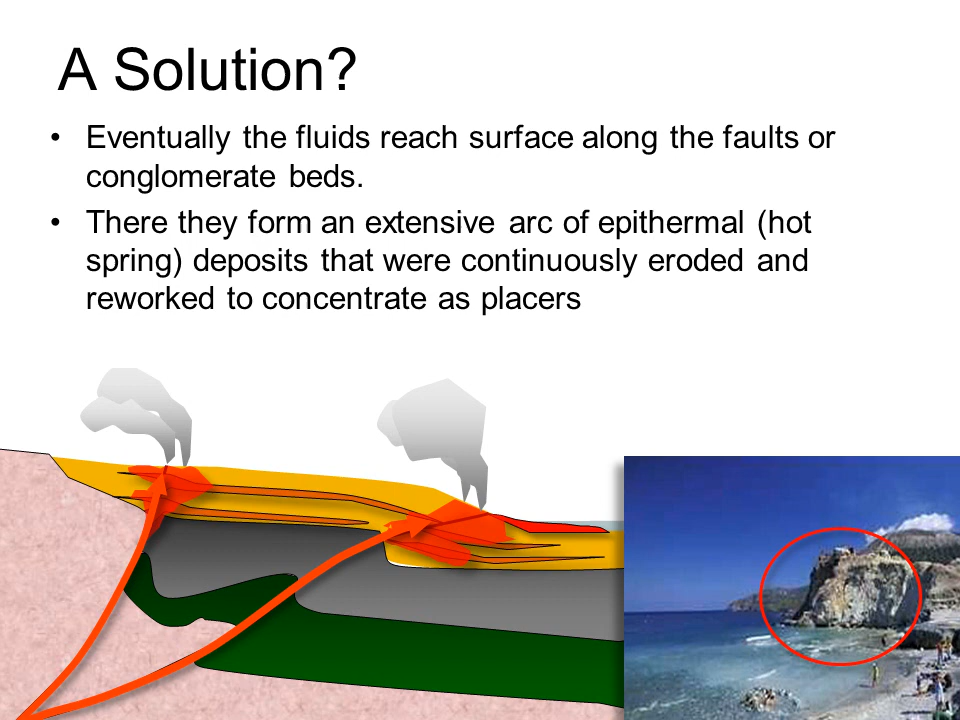 A Solution?
• Eventually the fluids reach surface along the faults or
conglomerate beds.
• There they form an extensive arc of epithermal (hot
spring) deposits that were continuously eroded and
reworked to concentrate as placers